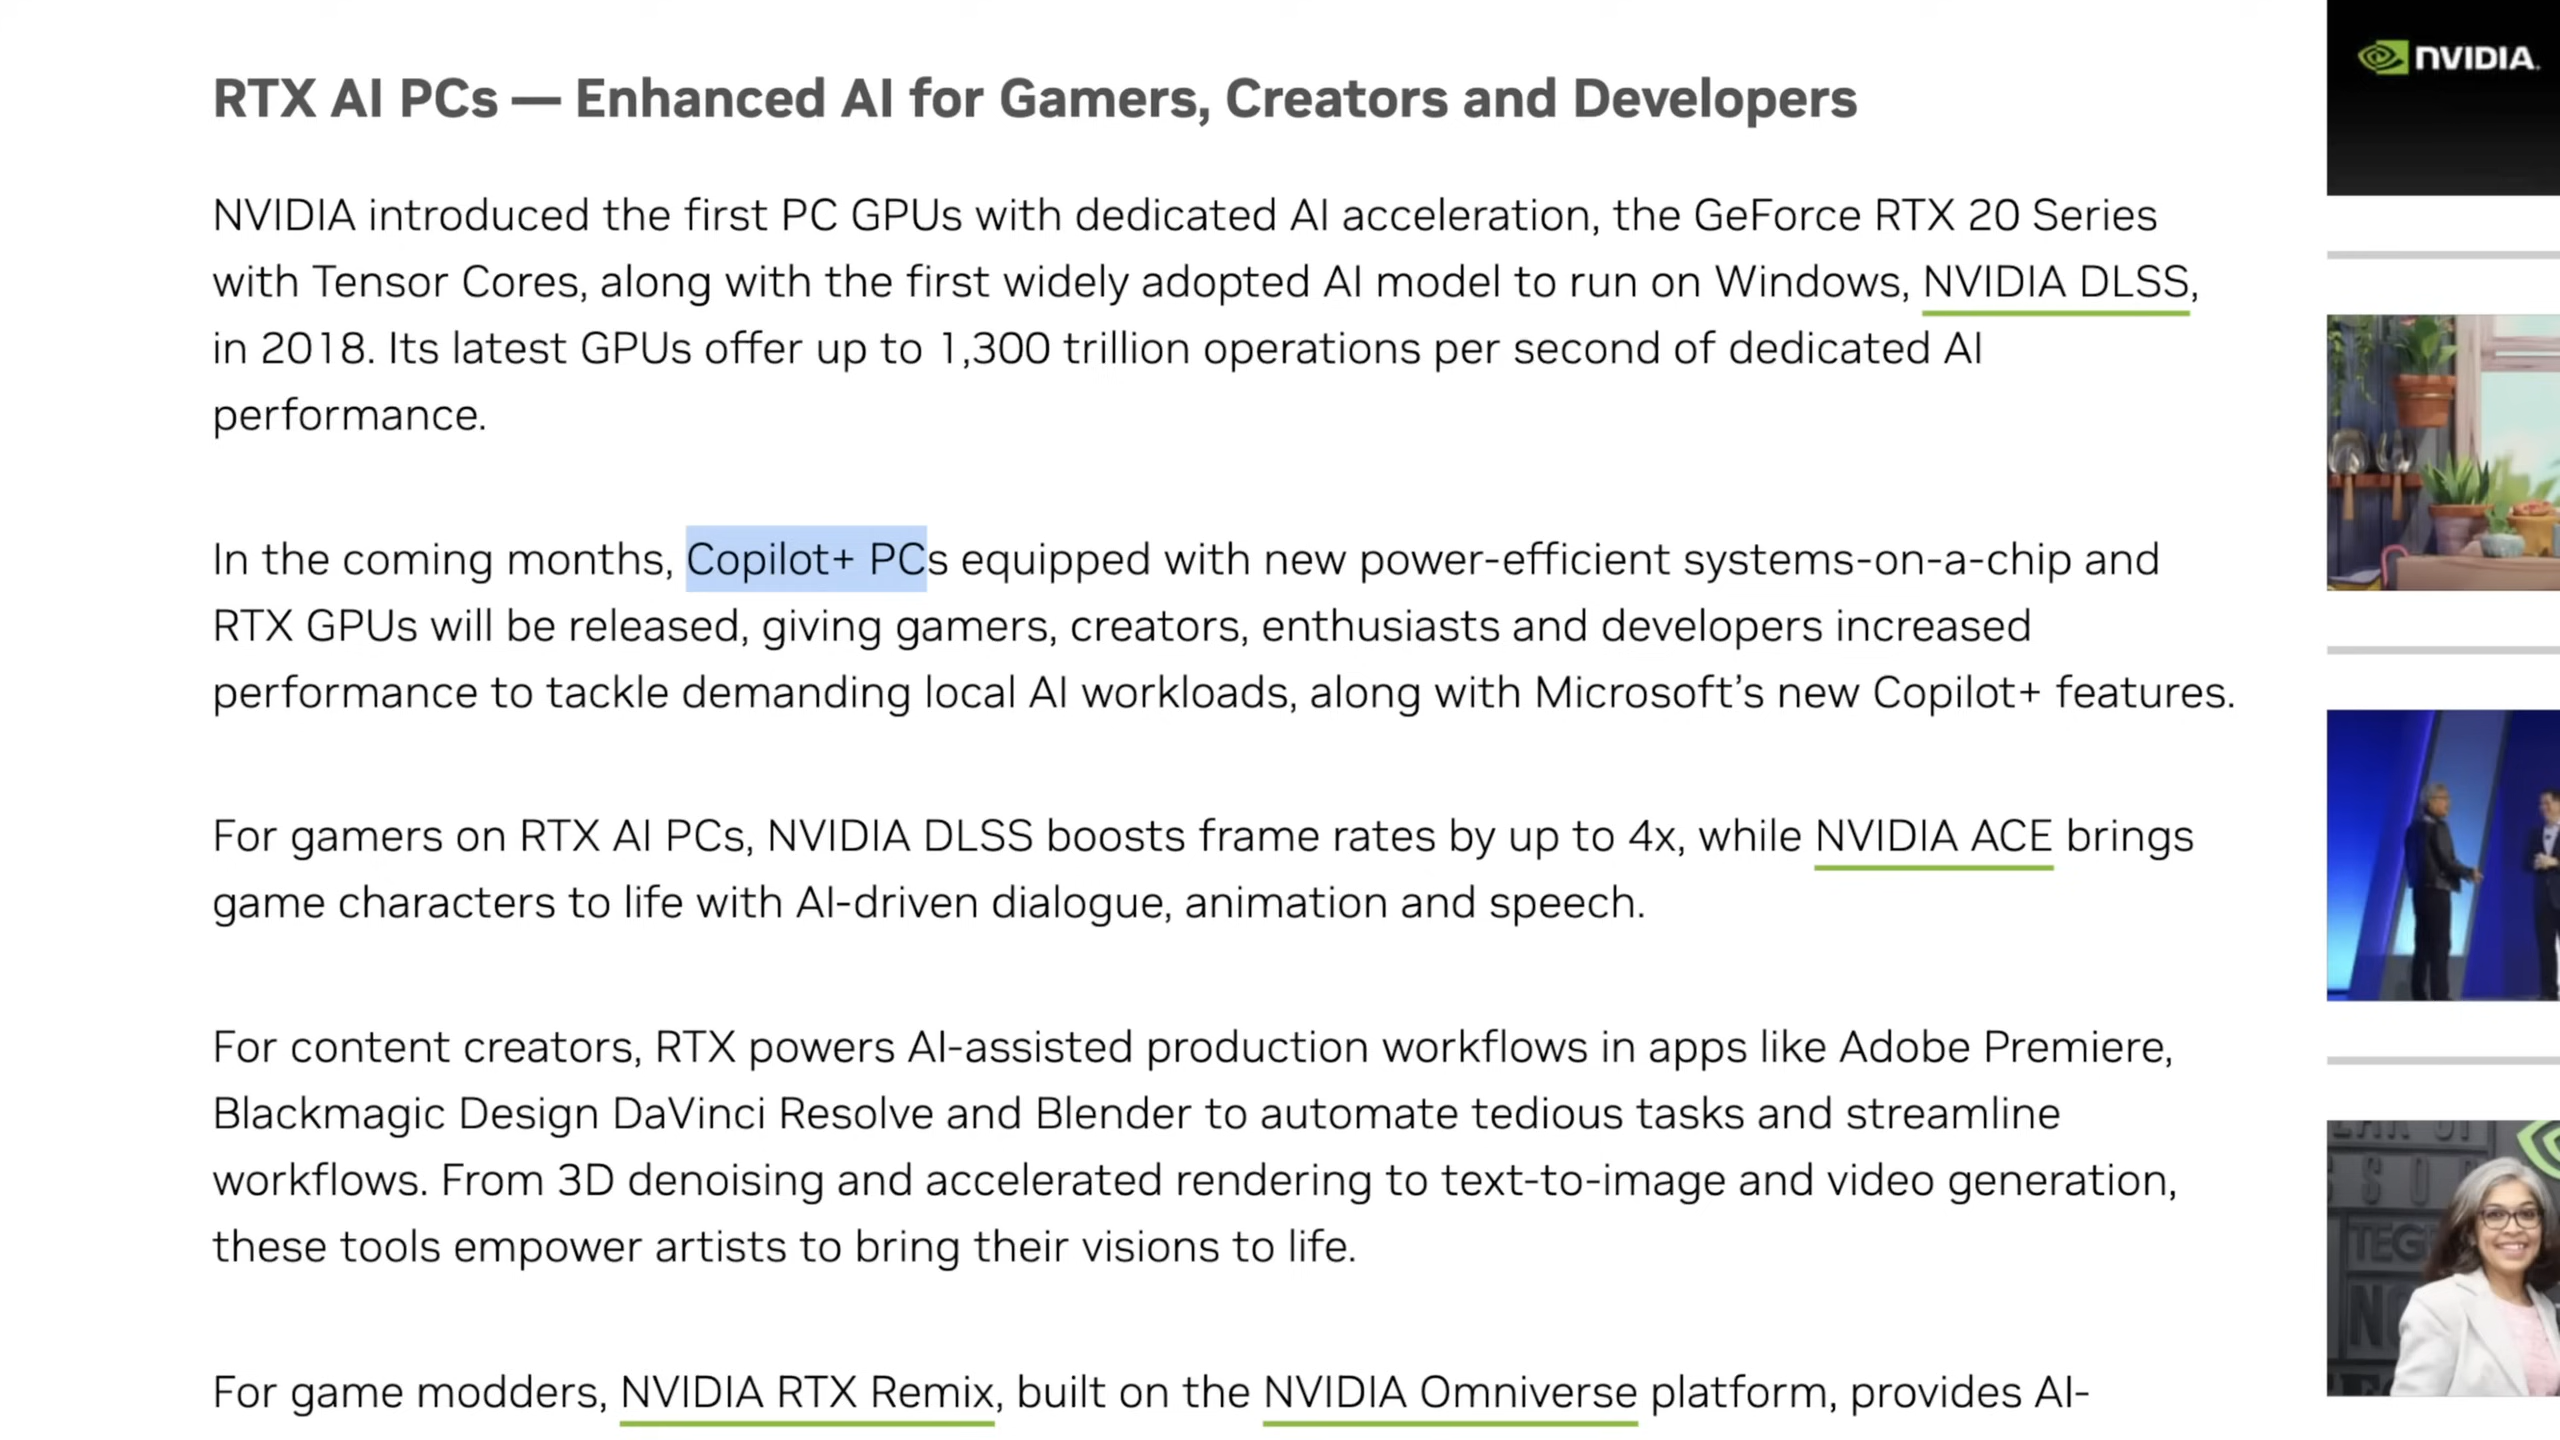 RTX AI PCs — Enhanced AI for Gamers, Creators and Developers
NVIDIA introduced the first PC GPUs with dedicated AI acceleration, the GeForce RTX 20 Series
with Tensor Cores, along with the first widely adopted AI model to run on Windows, NVIDIA DLSS,
in 2018. Its latest GPUs offer up to 1,300 trillion operations per second of dedicated AI
performance.
In the coming months, Copilot+ PCs equipped with new power-efficient systems-on-a-chip and
RTX GPUs will be released, giving gamers, creators, enthusiasts and developers increased
performance to tackle demanding local AI workloads, along with Microsoft’s new Copilot+ features.
For gamers on RTX AI PCs, NVIDIA DLSS boosts frame rates by up to 4x, while NVIDIA ACE brings
game characters to life with AI-driven dialogue, animation and speech.
For content creators, RTX powers AI-assisted production workflows in apps like Adobe Premiere,
Blackmagic Design DaVinci Resolve and Blender to automate tedious tasks and streamline
workflows. From 3D denoising and accelerated rendering to text-to-image and video generation,
these tools empower artists to bring their visions to life.
For game modders, NVIDIA RTX Remix, built on the NVIDIA Omniverse platform, provides AI-
NVIDIA.